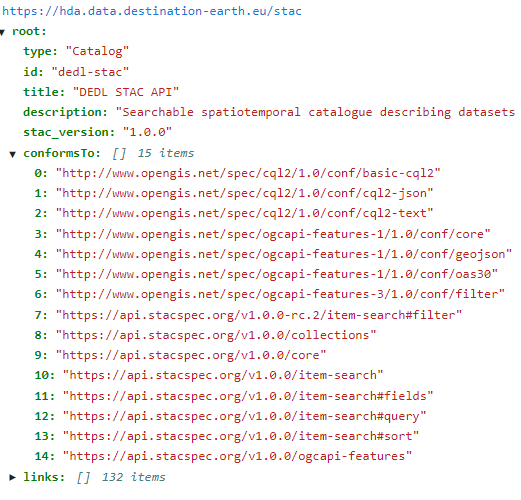 https://hda.data.destination-earth.eu/stac
root:
type: "Catalog"
id: "dedl-stac"
title: "DEDL STAC API"
description: "Searchable spatiotemporal catalogue describing datasets
stac_version: "1.0.0"
conformsTo: [] 15 items
0: "http://www.opengis.net/spec/cql2/1.0/conf/basic-cql2"
1: "http://www.opengis.net/spec/cql2/1.0/conf/cql2-json"
2: "http://www.opengis.net/spec/cql2/1.0/conf/cql2-text"
3: "http://www.opengis.net/spec/ogcapi-features-1/1.0/conf/core"
4: "http://www.opengis.net/spec/ogcapi-features-1/1.0/conf/geojson"
5: "http://www.opengis.net/spec/ogcapi-features-1/1.0/conf/oas30"
6: "http://www.opengis.net/spec/ogcapi-features-3/1.0/conf/filter"
7: "https://api.stacspec.org/v1.0.0-rc.2/item-search#filter"
8: "https://api.stacspec.org/v1.0.0/collections"
9: "https://api.stacspec.org/v1.0.0/core"
10: "https://api.stacspec.org/v1.0.0/item-search"
11: "https://api.stacspec.org/v1.0.0/item-search#fields"
12: "https://api.stacspec.org/v1.0.0/item-search#query"
13: "https://api.stacspec.org/v1.0.0/item-search#sort"
14: "https://api.stacspec.org/v1.0.0/ogcapi-features"
links: [] 132 items